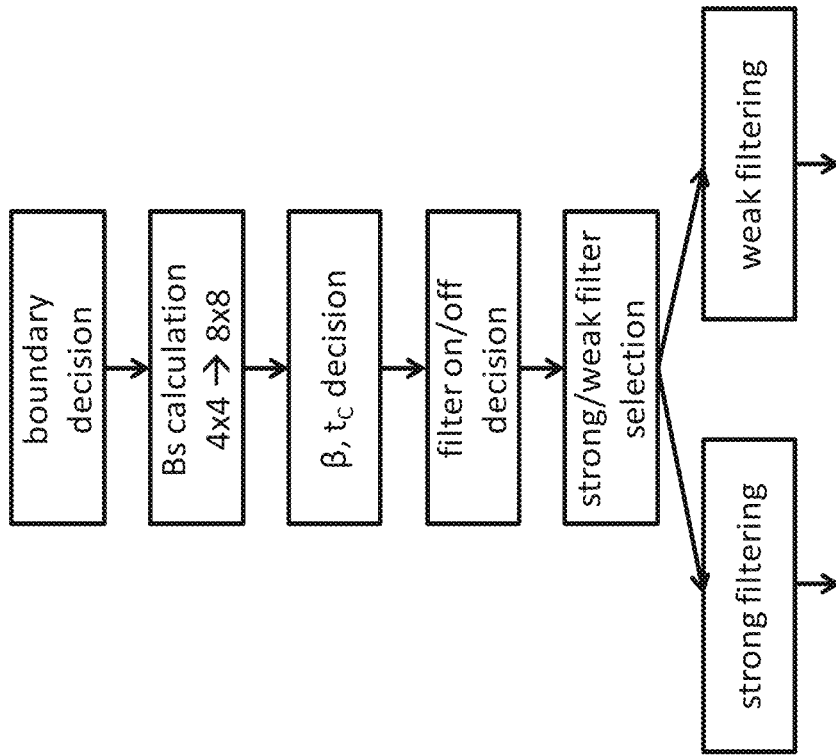 boundary
decision
Bs calculation
4x4 → 8x8
β, t_C decision
filter on/off
decision
strong/weak filter
selection
strong filtering
weak filtering